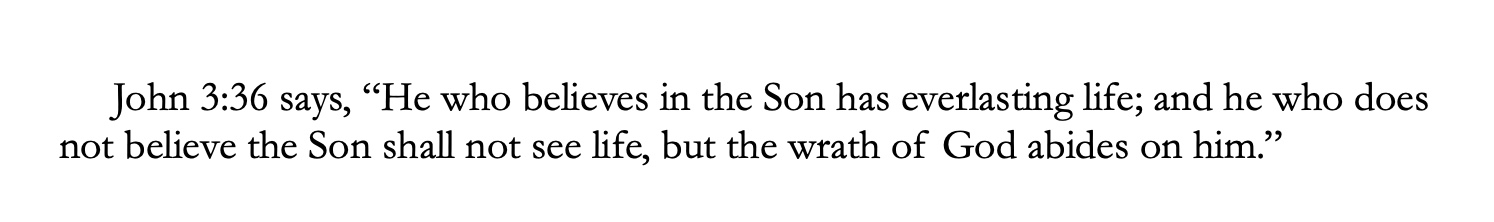 John 3:36 says, “He who believes in the Son has everlasting life; and he who does
not believe the Son shall not see life, but the wrath of God abides on him.”